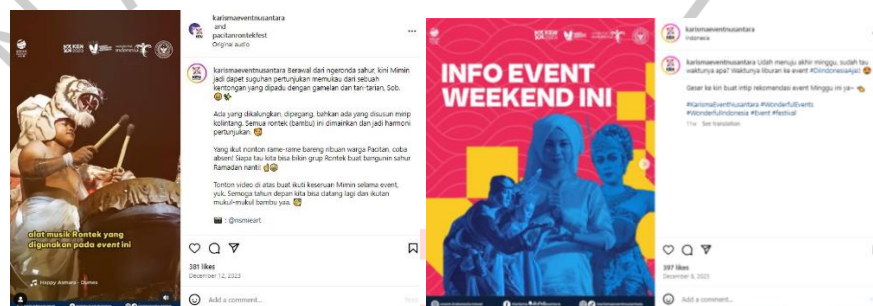 karismaeventnusantara
and
pacitanrontekfest
Original audio
karismaeventnusantara Berawal dari ngeronda sahur, kini Mimin
jadi dapet suguhan pertunjukan memukau dari sebuah
kentongan yang dipadu dengan gamelan dan tari-tarian, Sob.
Ada yang dikalungkan, dipegang, bahkan ada yang disusun mirip
kolintang. Semua rontek (bambu) ini dimainkan dan jadi harmoni
pertunjukan.
Yang ikut nonton rame-rame bareng ribuan warga Pacitan, coba
absen! Siapa tau kita bisa bikin grup Rontek buat bangunin sahur
Ramadan nanti!
Tonton video di atas buat ikuti keseruan Mimin selama event,
yuk. Semoga tahun depan kita bisa datang lagi dan ikutan
mukul-mukul bambu yaa.
: @rismieart
alat musik Rontek yang
digunakan pada event ini
Happy Asmara · Dumes
381 likes
December 12, 2023
Add a comment...
INFO EVENT
WEEKEND INI
karismaeventnusantara
Indonesia
karismaeventnusantara Udah menuju akhir minggu, sudah tau
waktunya apa? Waktunya liburan ke event #DiIndonesiaAja!
Geser ke kiri buat intip rekomendasi event Minggu ini ya~
#KarismaEventNusantara #WonderfulEvents
#WonderfulIndonesia #Event #Festival
11w See translation
397 likes
December 8, 2023
Add a comment...